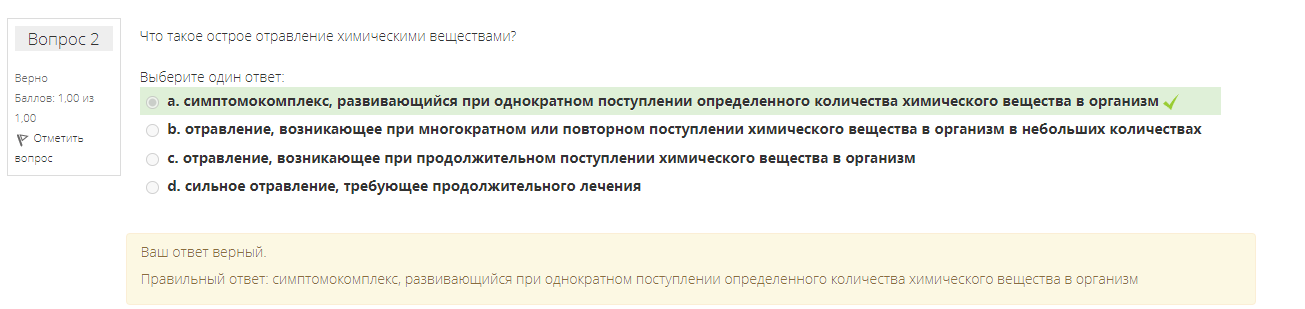 Вопрос 2
Верно
Баллов: 1,00 из
1,00
Отметить
вопрос
Что такое острое отравление химическими веществами?
Выберите один ответ:
a. симптомокомплекс, развивающийся при однократном поступлении определенного количества химического вещества в организм
b. отравление, возникающее при многократном или повторном поступлении химического вещества в организм в небольших количествах
c. отравление, возникающее при продолжительном поступлении химического вещества в организм
d. сильное отравление, требующее продолжительного лечения
Ваш ответ верный.
Правильный ответ: симптомокомплекс, развивающийся при однократном поступлении определенного количества химического вещества в организм